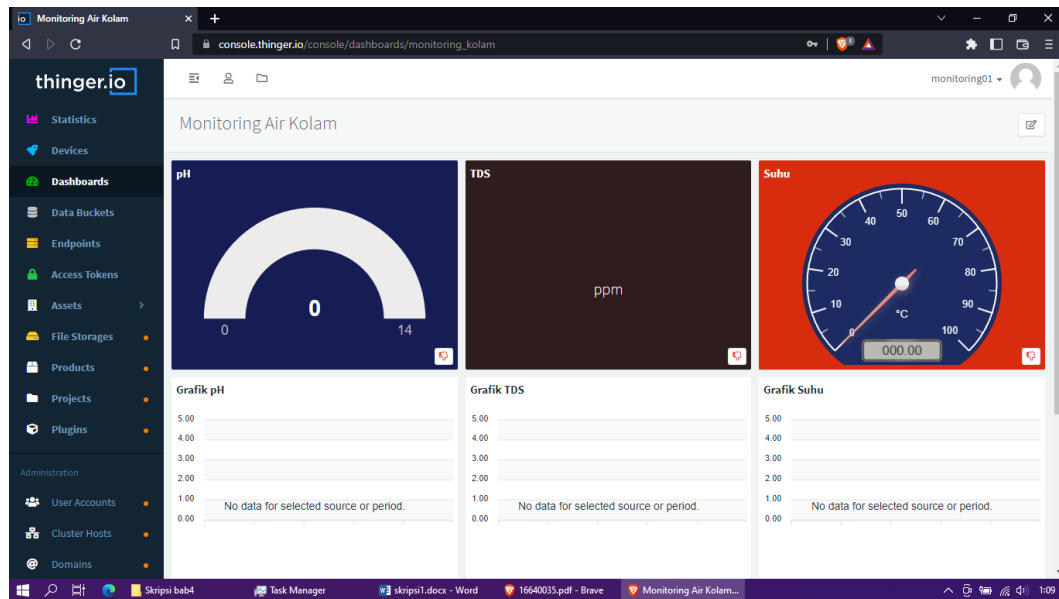 Monitoring Air Kolam
console.thinger.io/console/dashboards/monitoring_kolam
thinger.io
monitoring01
Statistics
Devices
Dashboards
Data Buckets
Endpoints
Access Tokens
Assets
File Storages
Products
Projects
Plugins
Administration
User Accounts
Cluster Hosts
Domains
Monitoring Air Kolam
pH
0
0 14
TDS
ppm
Suhu
0 10 20 30 40 50 60 70 80 90 100
°C
000.00
Grafik pH
5.00
4.00
3.00
2.00
1.00
0.00
No data for selected source or period.
Grafik TDS
5.00
4.00
3.00
2.00
1.00
0.00
No data for selected source or period.
Grafik Suhu
5.00
4.00
3.00
2.00
1.00
0.00
No data for selected source or period.
Skripsi bab4
Task Manager
skripsi1.docx - Word
16640035.pdf - Brave
Monitoring Air Kolam...
1:09